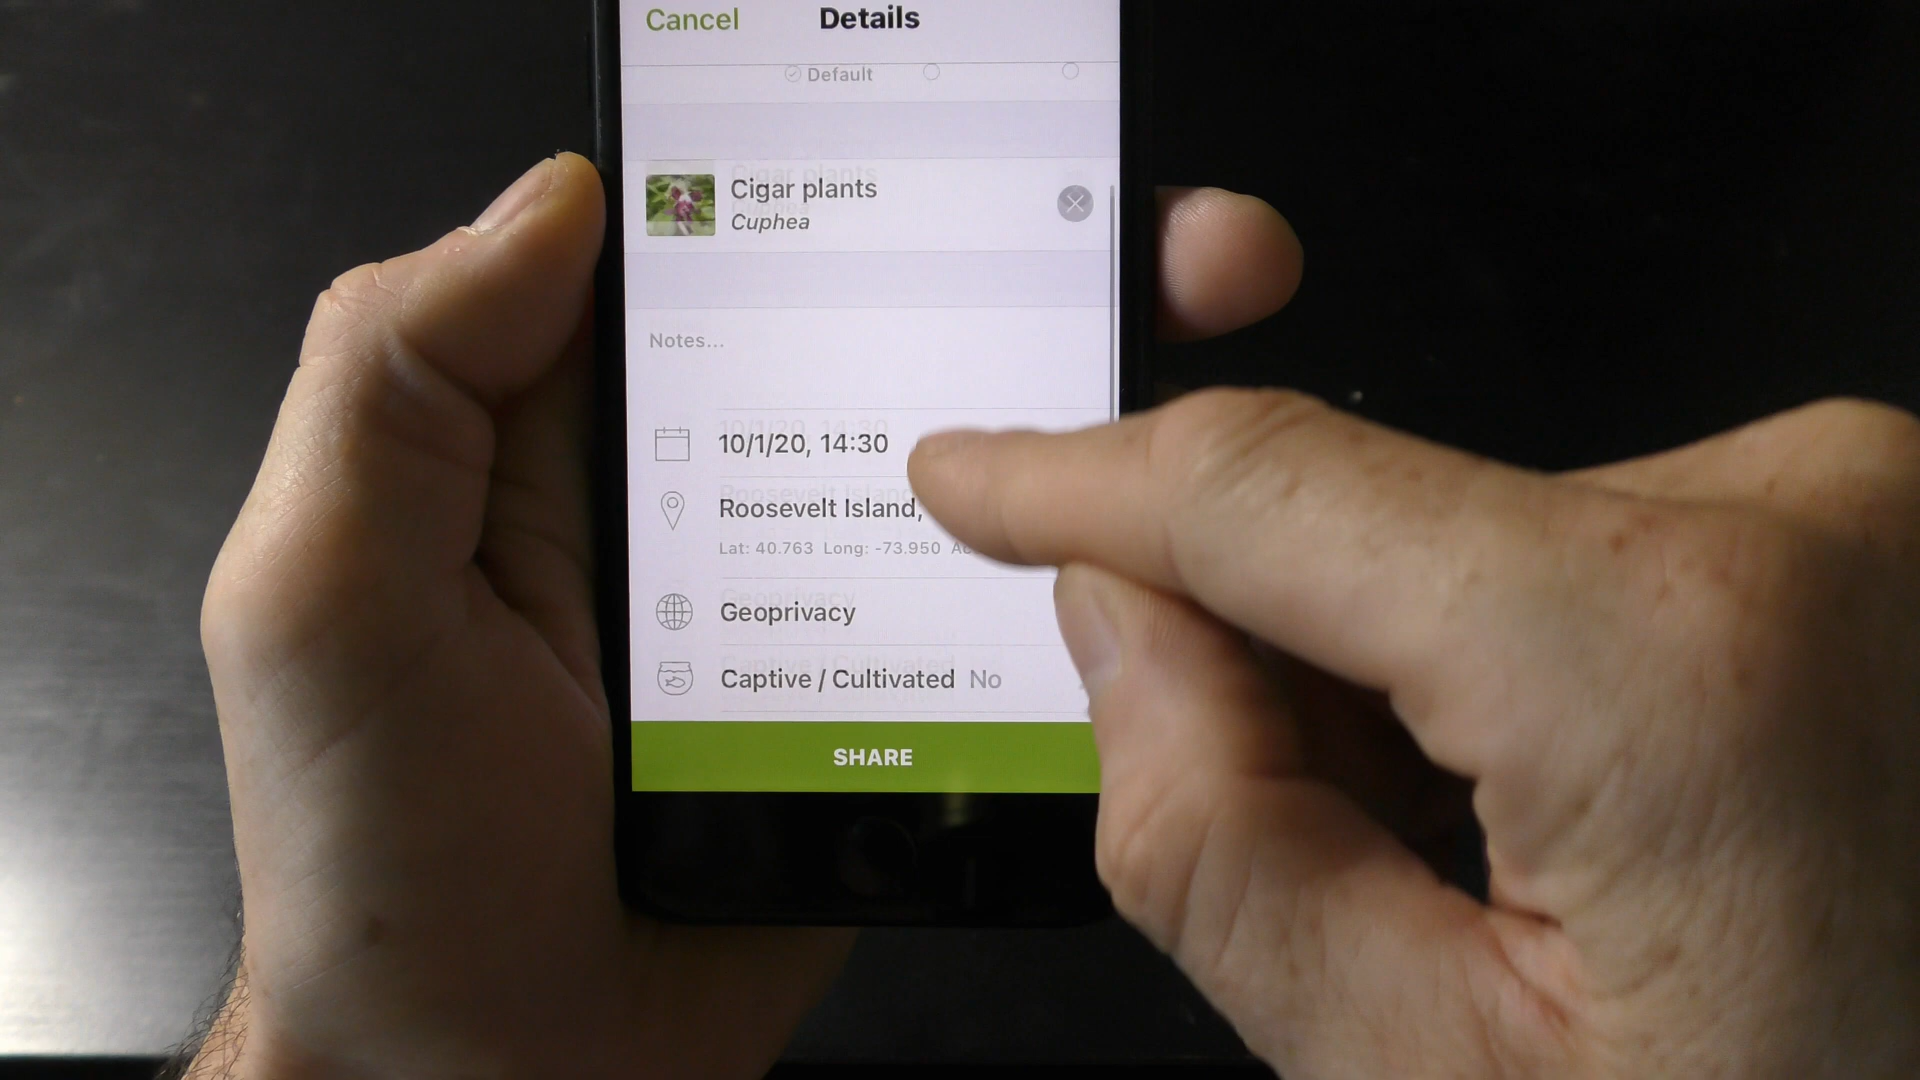 Cancel Details
Default
Cigar plants
Cuphea
Notes...
10/1/20, 14:30
Roosevelt Island,
Lat: 40.763 Long: -73.950
Geoprivacy
Captive / Cultivated No
SHARE